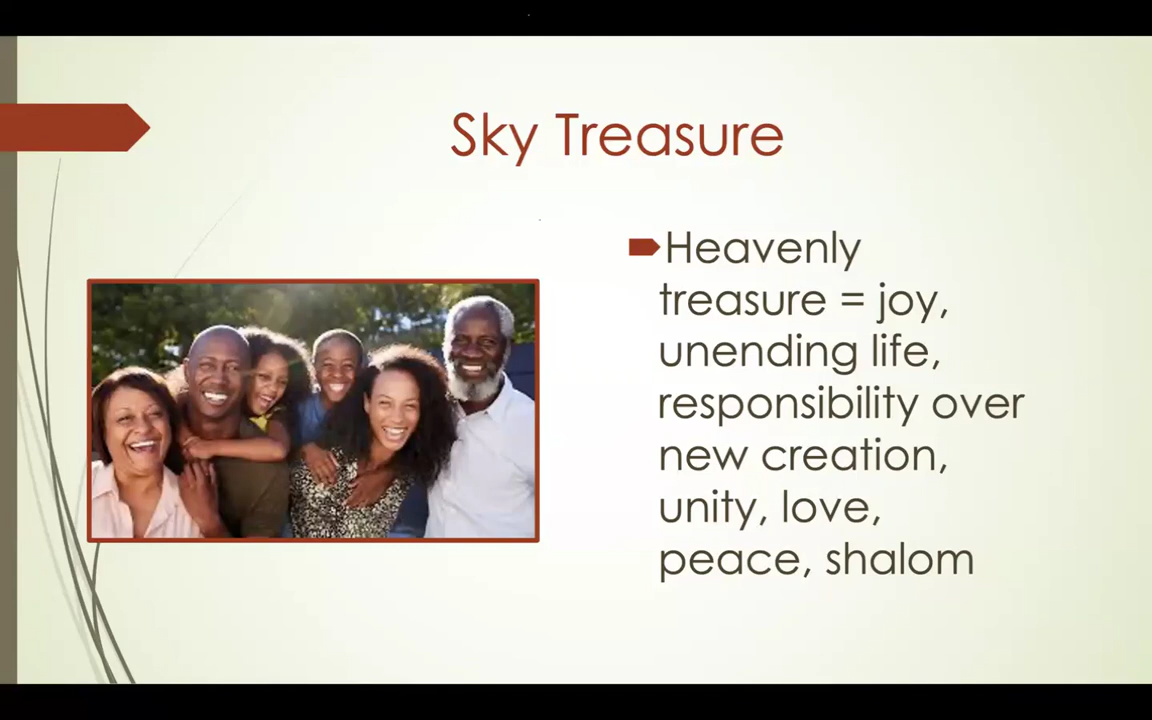 Sky Treasure
Heavenly
treasure = joy,
unending life,
responsibility over
new creation,
unity, love,
peace, shalom